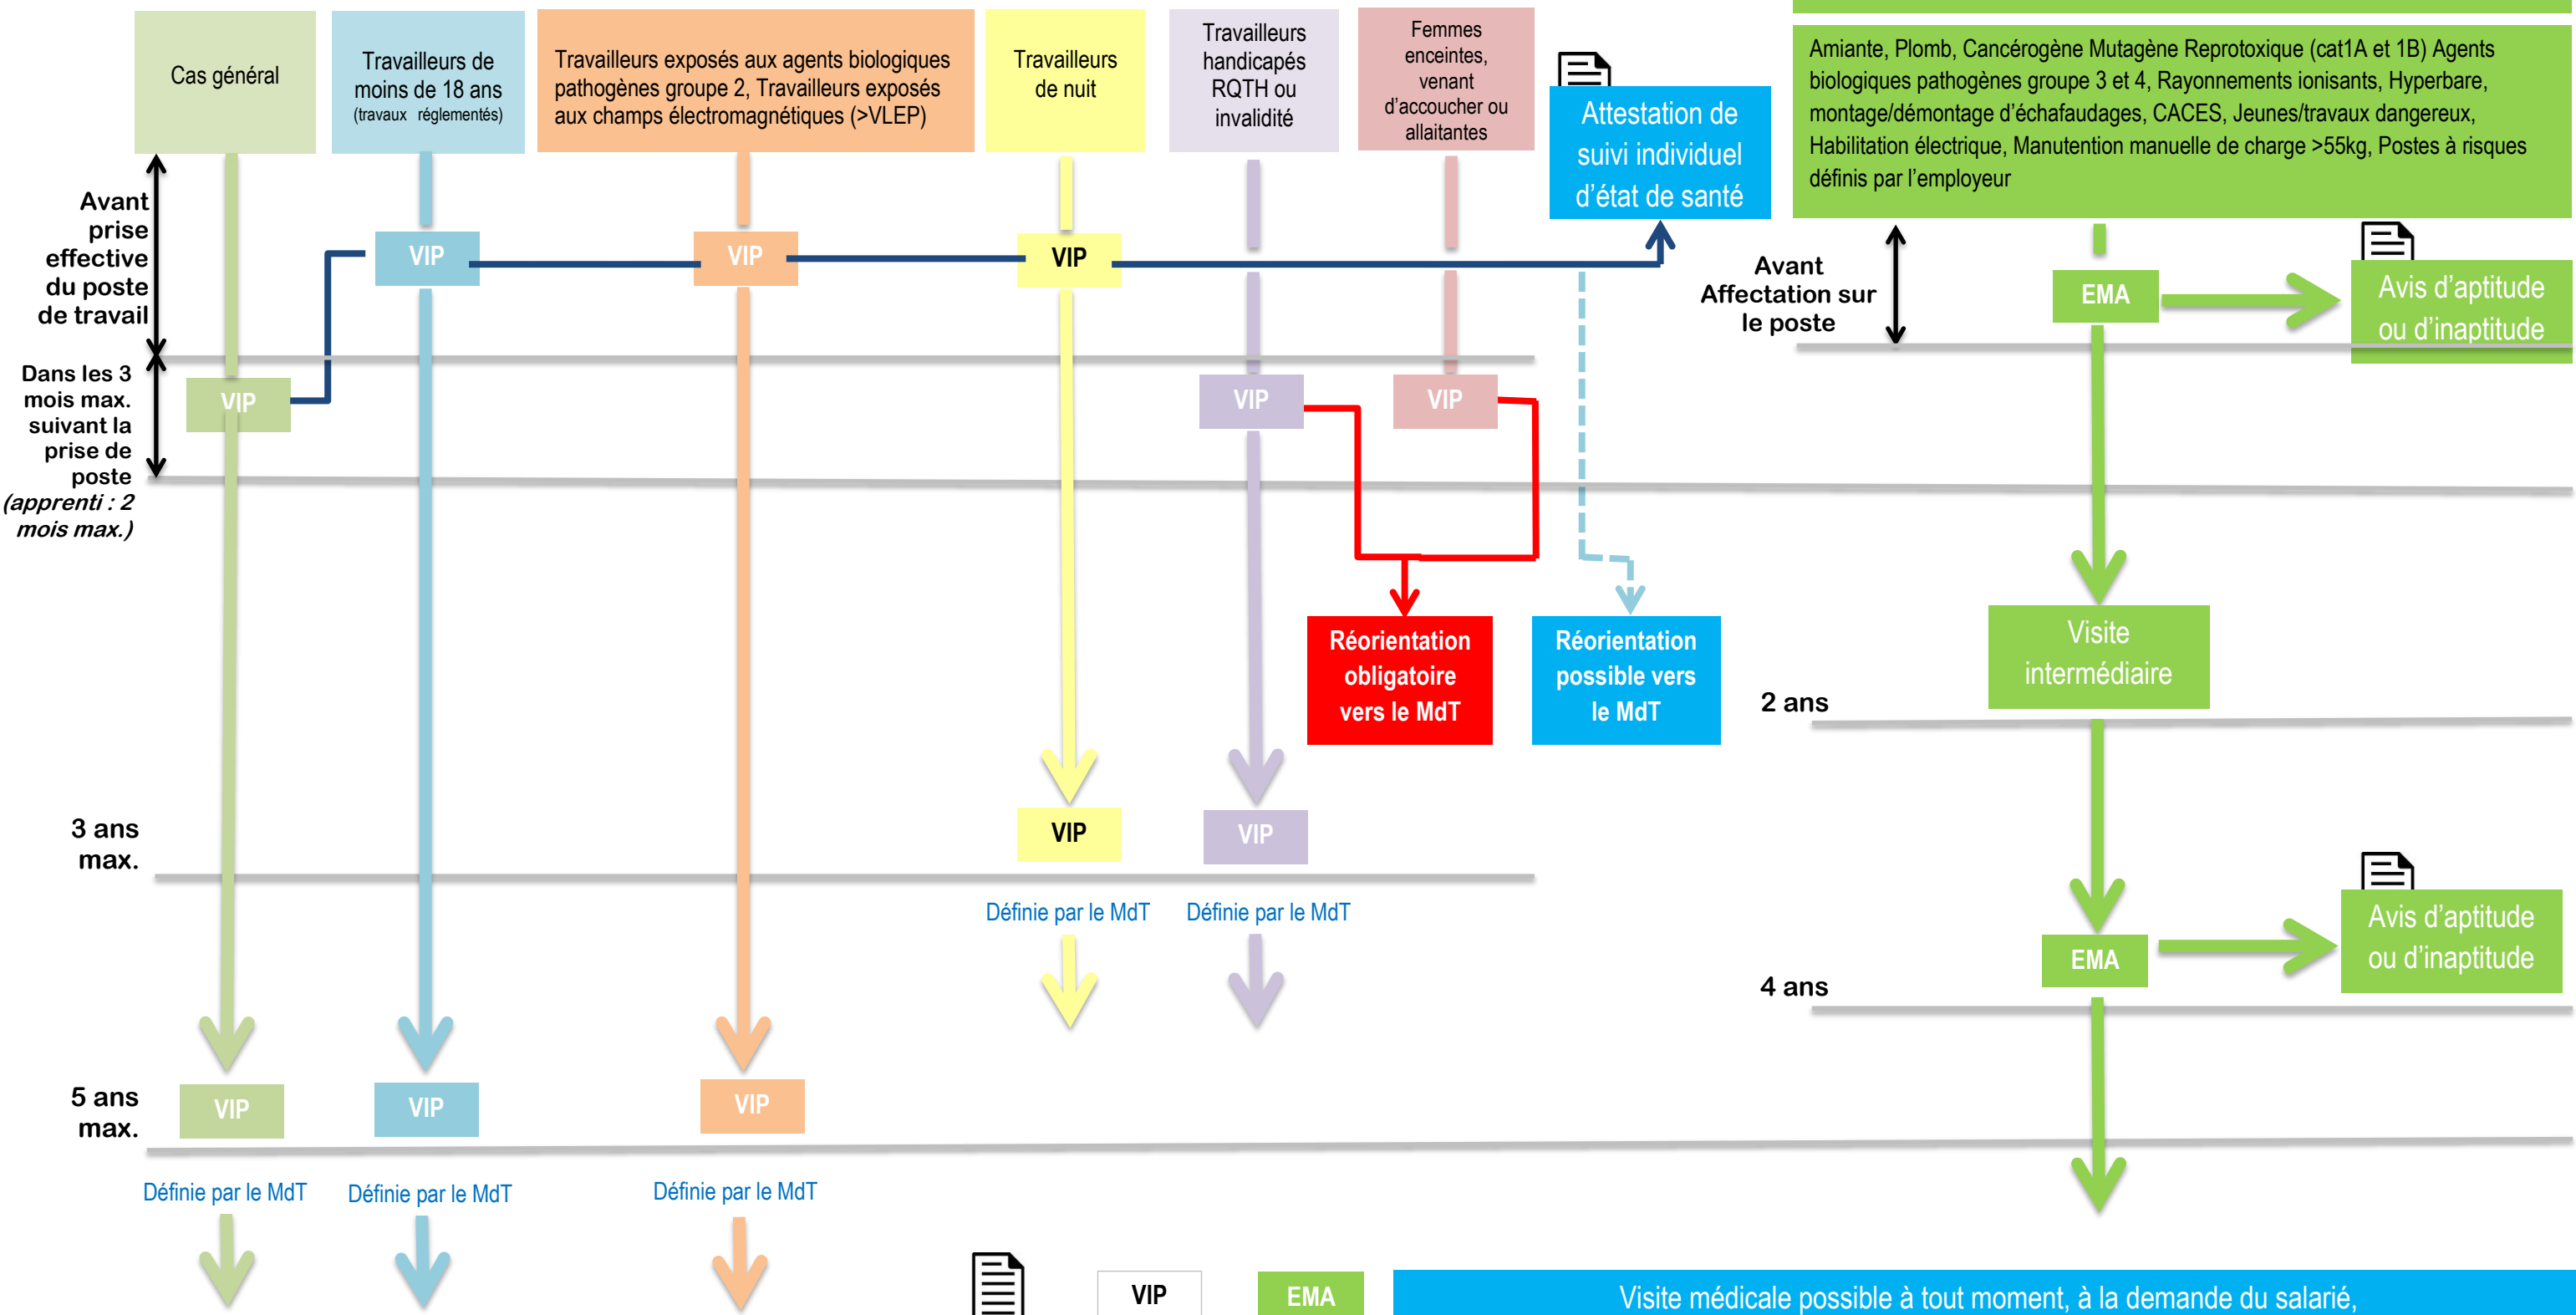 Cas général
Travailleurs de
moins de 18 ans
(travaux réglementés)
Travailleurs exposés aux agents biologiques
pathogènes groupe 2, Travailleurs exposés
aux champs électromagnétiques (>VLEP)
Travailleurs
de nuit
Travailleurs
handicapés
RQTH ou
invalidité
Femmes
enceintes,
venant
d’accoucher ou
allaitantes
Attestation de
suivi individuel
d’état de santé
Amiante, Plomb, Cancérogène Mutagène Reprotoxique (cat1A et 1B) Agents
biologiques pathogènes groupe 3 et 4, Rayonnements ionisants, Hyperbare,
montage/démontage d’échafaudages, CACES, Jeunes/travaux dangereux,
Habilitation électrique, Manutention manuelle de charge >55kg, Postes à risques
définis par l’employeur
Avant
prise
effective
du poste
de travail
VIP
VIP
VIP
Avant
Affectation sur
le poste
EMA
Avis d’aptitude
ou d’inaptitude
Dans les 3
mois max.
suivant la
prise de
poste
(apprenti : 2
mois max.)
VIP
VIP
VIP
Réorientation
obligatoire
vers le MdT
Réorientation
possible vers
le MdT
Visite
intermédiaire
2 ans
3 ans
max.
VIP
VIP
Définie par le MdT
Définie par le MdT
EMA
Avis d’aptitude
ou d’inaptitude
4 ans
5 ans
max.
VIP
VIP
VIP
Définie par le MdT
Définie par le MdT
Définie par le MdT
VIP
EMA
Visite médicale possible à tout moment, à la demande du salarié,